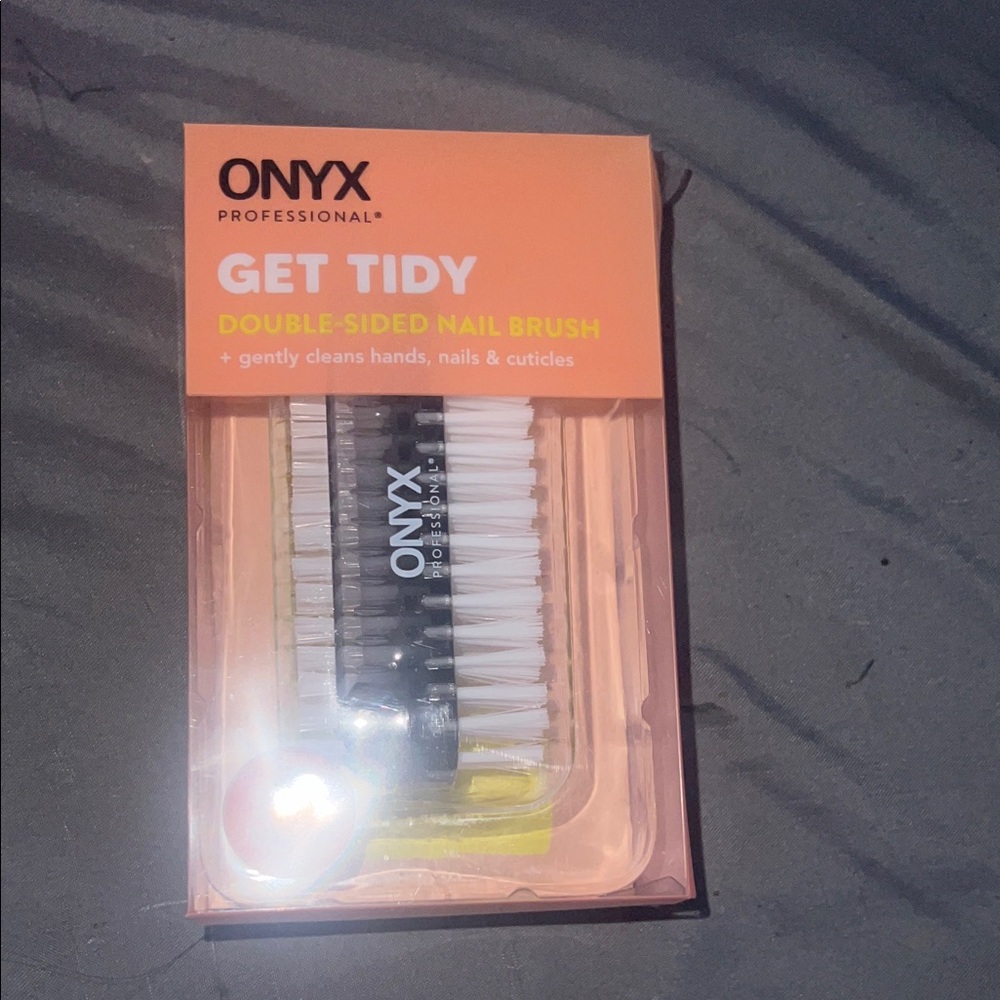 ONYX
PROFESSIONAL®
GET TIDY
DOUBLE-SIDED NAIL BRUSH
+ gently cleans hands, nails & cuticles
ONYX
PROFESSIONAL®